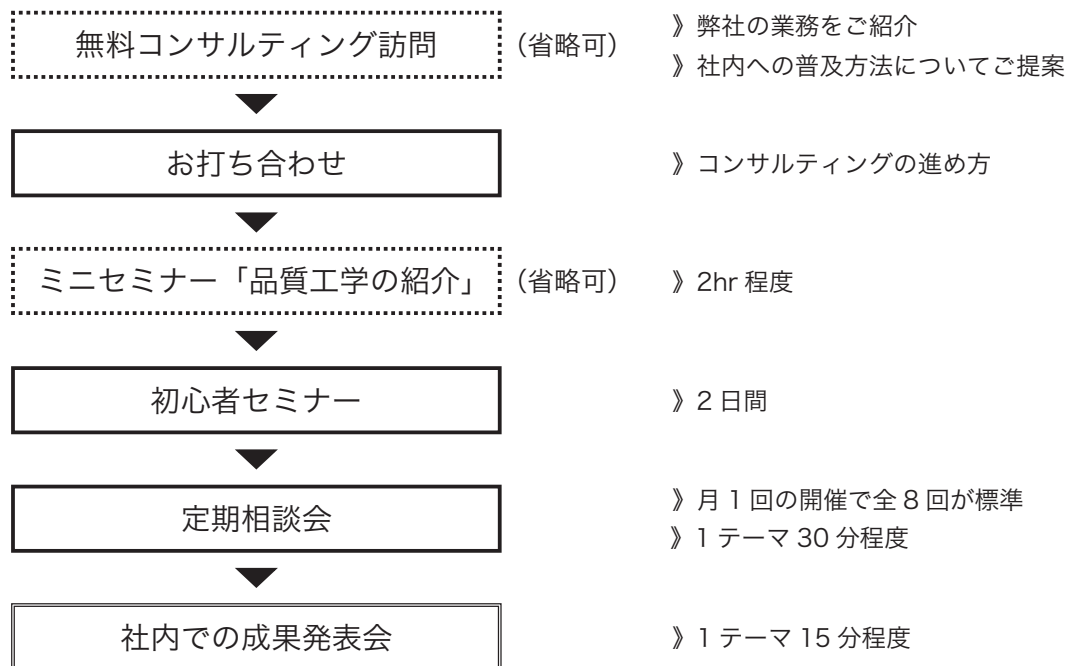 無料コンサルティング訪問 (省略可) 》弊社の業務をご紹介
》社内への普及方法についてご提案
お打ち合わせ 》コンサルティングの進め方
ミニセミナー「品質工学の紹介」 (省略可) 》2hr 程度
初心者セミナー 》2 日間
定期相談会 》月 1 回の開催で全 8 回が標準
》1 テーマ 30 分程度
社内での成果発表会 》1 テーマ 15 分程度